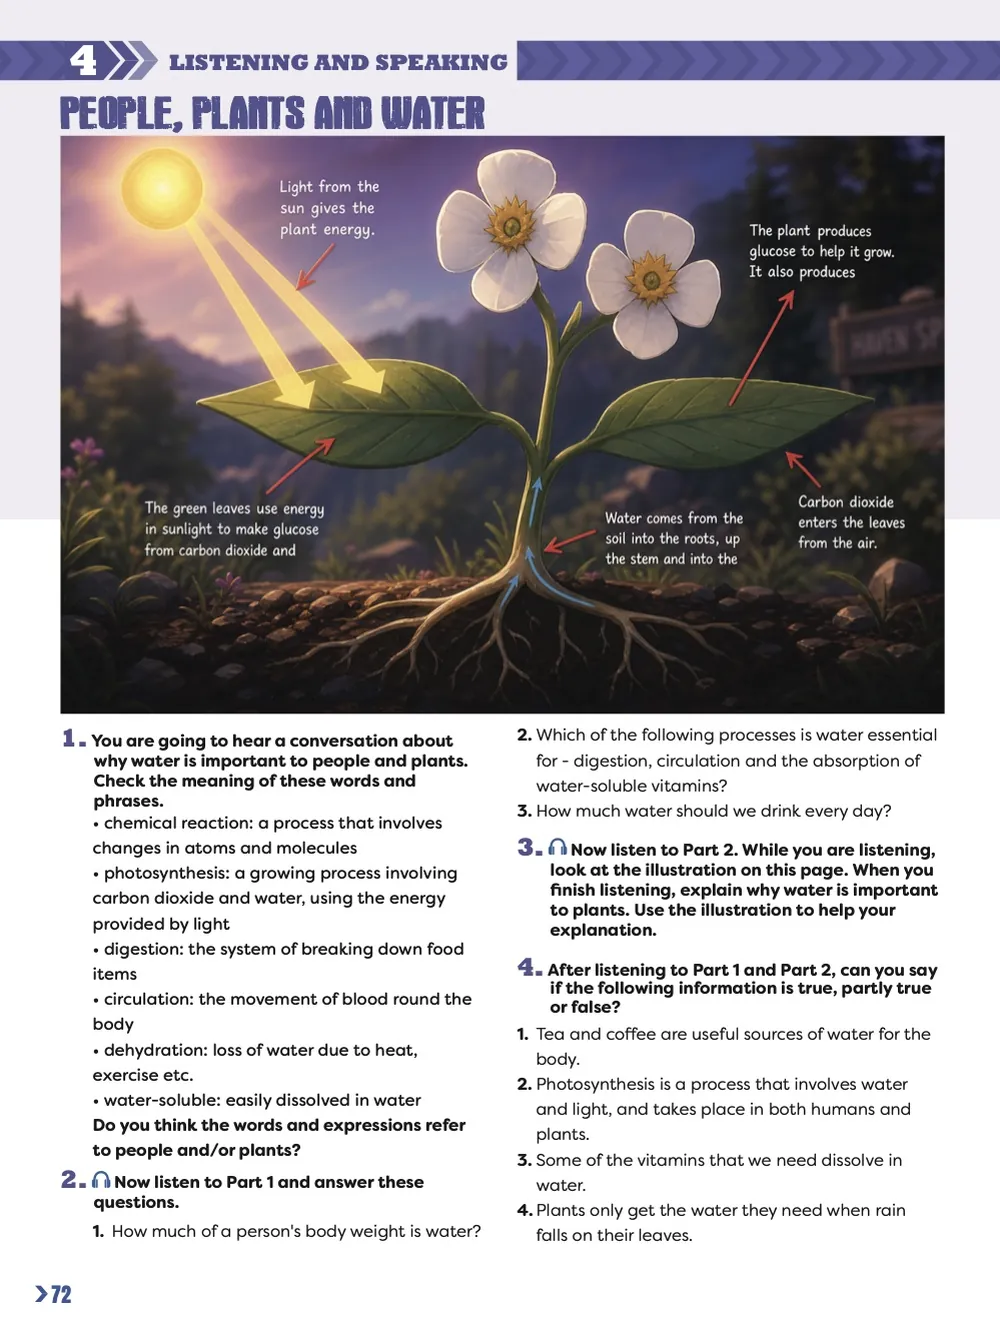 4
LISTENING AND SPEAKING
PEOPLE, PLANTS AND WATER
Light from the
sun gives the
plant energy.
The plant produces
glucose to help it grow.
It also produces
HAVEN SP
The green leaves use energy
in sunlight to make glucose
from carbon dioxide and
Water comes from the
soil into the roots, up
the stem and into the
Carbon dioxide
enters the leaves
from the air.
1. You are going to hear a conversation about
why water is important to people and plants.
Check the meaning of these words and
phrases.
• chemical reaction: a process that involves
changes in atoms and molecules
• photosynthesis: a growing process involving
carbon dioxide and water, using the energy
provided by light
• digestion: the system of breaking down food
items
• circulation: the movement of blood round the
body
• dehydration: loss of water due to heat,
exercise etc.
• water-soluble: easily dissolved in water
Do you think the words and expressions refer
to people and/or plants?
2. Now listen to Part 1 and answer these
questions.
1. How much of a person's body weight is water?
2. Which of the following processes is water essential
for - digestion, circulation and the absorption of
water-soluble vitamins?
3. How much water should we drink every day?
3. Now listen to Part 2. While you are listening,
look at the illustration on this page. When you
finish listening, explain why water is important
to plants. Use the illustration to help your
explanation.
4. After listening to Part 1 and Part 2, can you say
if the following information is true, partly true
or false?
1. Tea and coffee are useful sources of water for the
body.
2. Photosynthesis is a process that involves water
and light, and takes place in both humans and
plants.
3. Some of the vitamins that we need dissolve in
water.
4. Plants only get the water they need when rain
falls on their leaves.
72